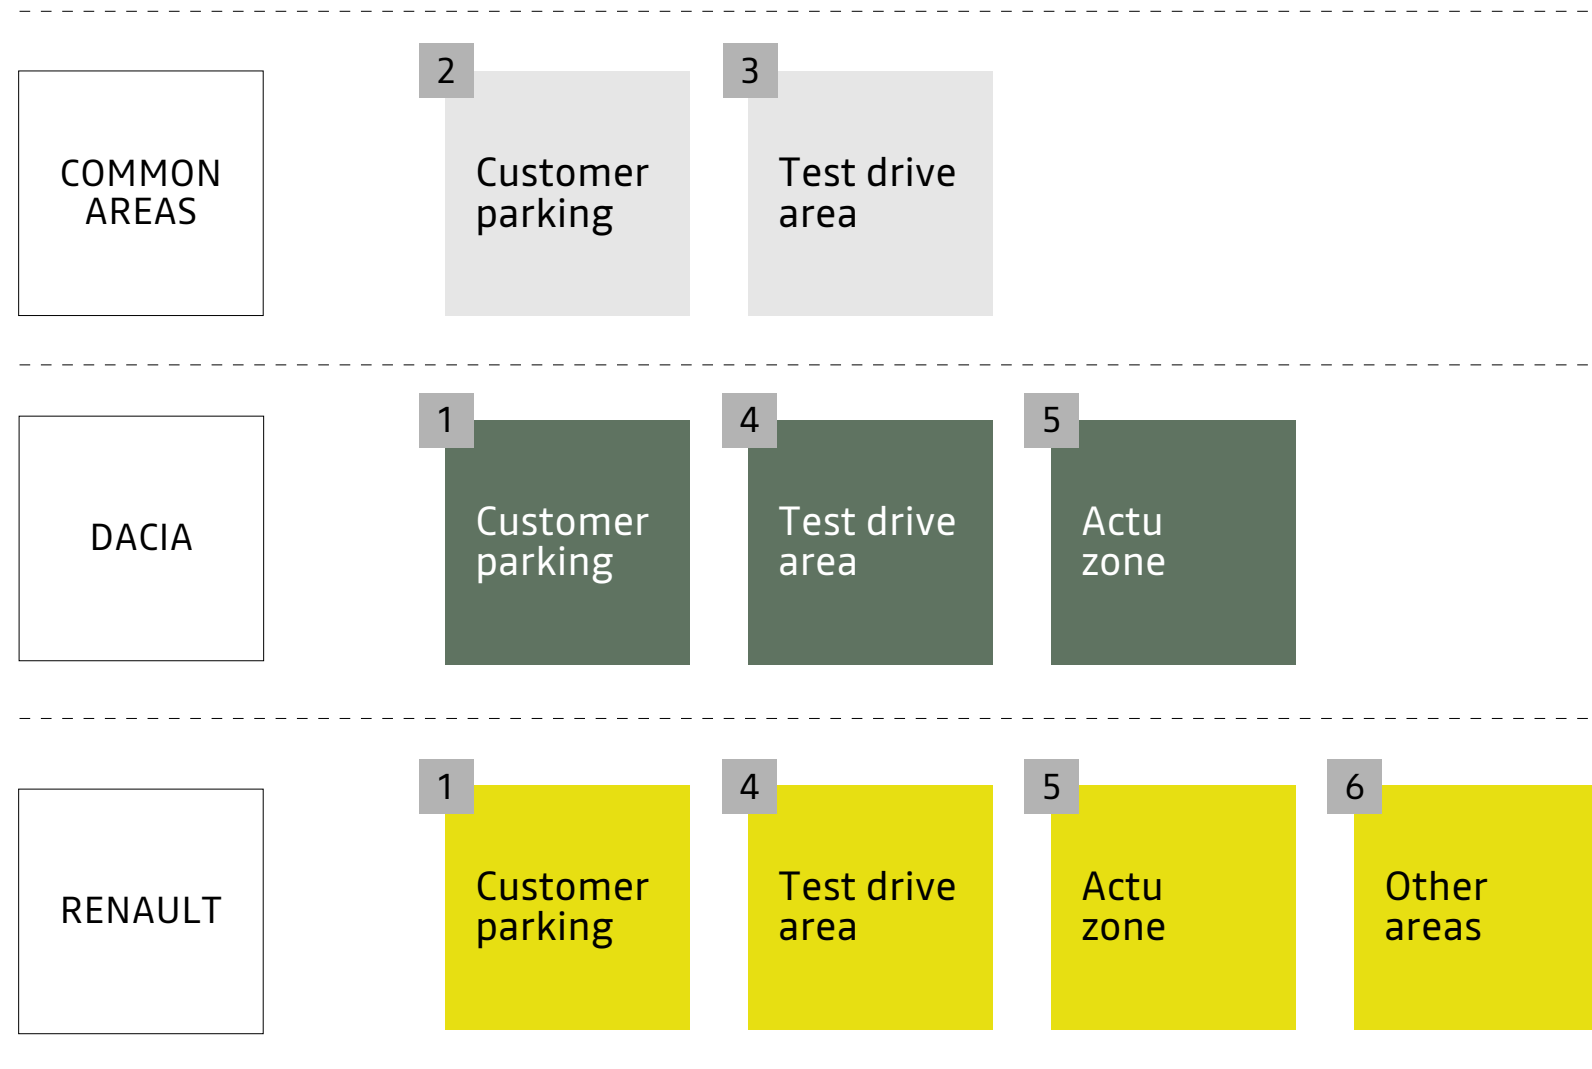 COMMON
AREAS
2
Customer
parking
3
Test drive
area
DACIA
1
Customer
parking
4
Test drive
area
5
Actu
zone
RENAULT
1
Customer
parking
4
Test drive
area
5
Actu
zone
6
Other
areas